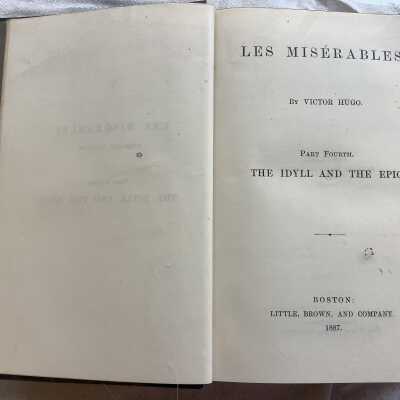 LES MISÉRABLES
BY VICTOR HUGO.
PART FOURTH.
THE IDYLL AND THE EPIC
BOSTON:
LITTLE, BROWN, AND COMPANY.
1887.